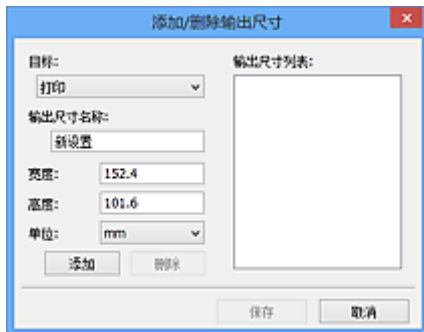 添加/删除输出尺寸
目标:
打印
输出尺寸名称:
新设置
宽度: 152.4
高度: 101.6
单位: mm
添加 删除
输出尺寸列表:
保存 取消